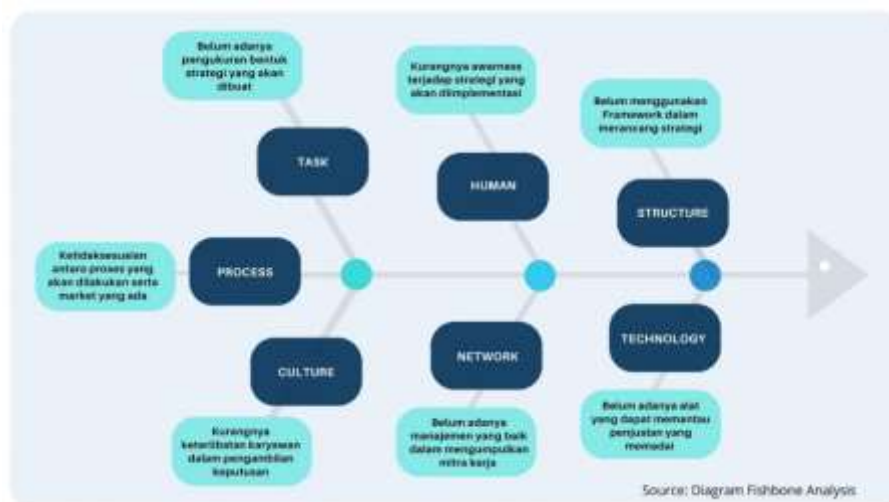 Belum adanya
pengukuran bentuk
strategi yang akan
dibuat
TASK
Kurangnya awarness
terjadap strategi yang
akan diimplementasi
HUMAN
Belum menggunakan
Framework dalam
merancang strategi
STRUCTURE
Ketidaksesuaian
antara proses yang
akan dilakukan serta
market yang ada
PROCESS
CULTURE
Kurangnya
keterlibatan karyawan
dalam pengambilan
keputusan
NETWORK
Belum adanya
manajemen yang baik
dalam mengumpulkan
mitra kerja
TECHNOLOGY
Belum adanya alat
yang dapat memantau
penjualan yang
memadai
Source: Diagram Fishbone Analysis